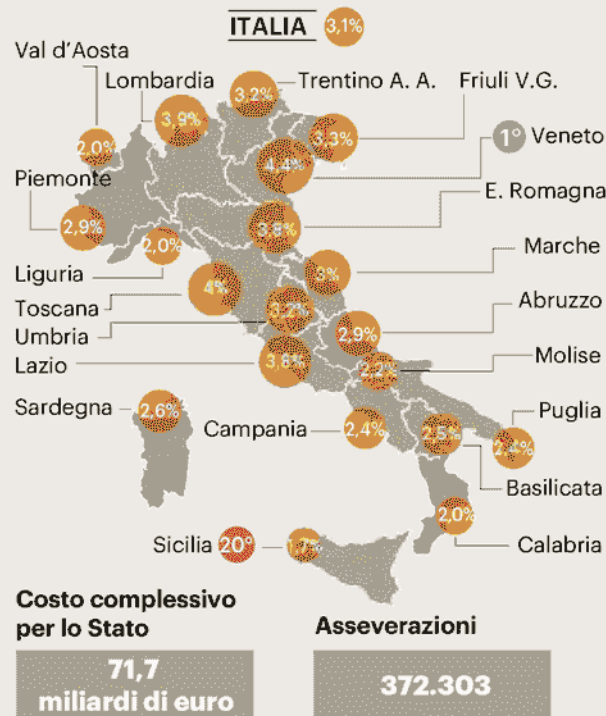 ITALIA 3,1%
Val d'Aosta
2,0%
Lombardia
3,9%
Trentino A. A.
3,2%
Friuli V.G.
3,3%
1° Veneto
4,4%
Piemonte
2,9%
E. Romagna
3,8%
Liguria
2,0%
Marche
3%
Toscana
4%
Abruzzo
2,9%
Umbria
3,2%
Molise
2,2%
Lazio
3,8%
Sardegna
2,6%
Campania
2,4%
Puglia
2,4%
Basilicata
2,5%
Calabria
2,0%
Sicilia 20°
1,7%
Costo complessivo
per lo Stato
71,7
miliardi di euro
Asseverazioni
372.303